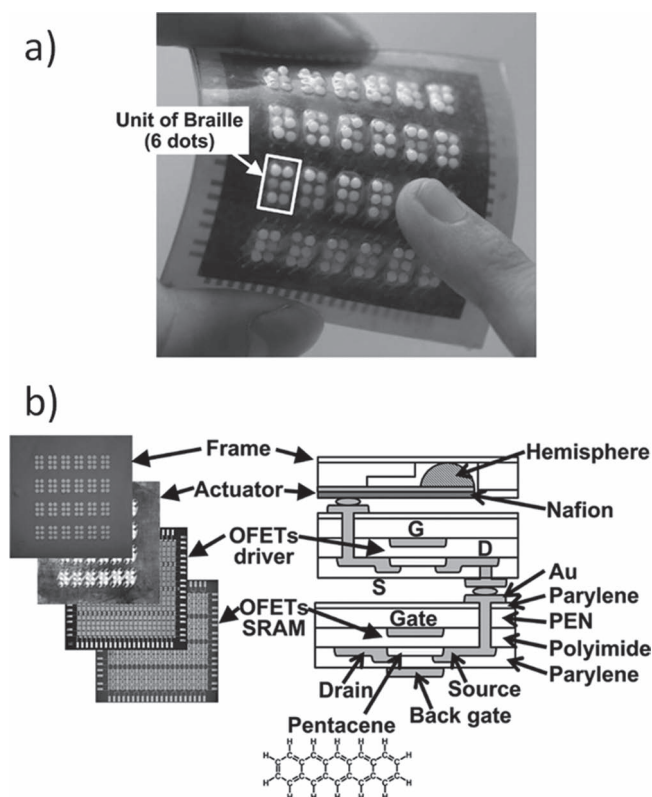 a)
Unit of Braille
(6 dots)
b)
Frame
Hemisphere
Actuator
Nafion
OFETs
driver
G
D
S
Au
Parylene
OFETs
SRAM
Gate
PEN
Polyimide
Drain
Source
Parylene
Pentacene
Back gate
H H H H H
H H
H H
H H H H H